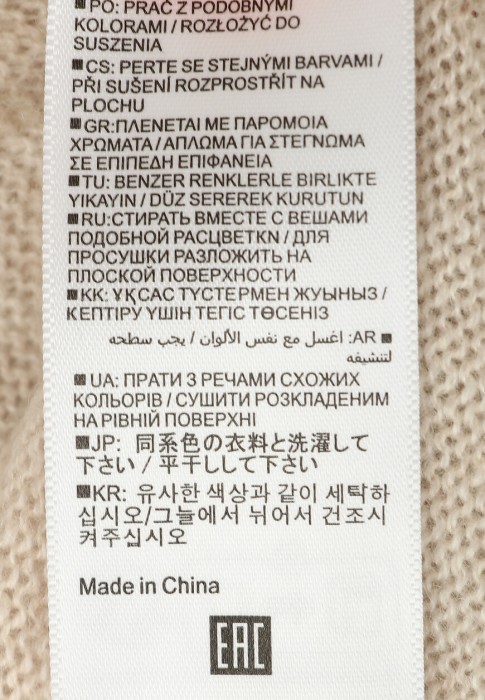 PO: PRAĆ Z PODOBNYMI
KOLORAMI / ROZŁOŻYĆ DO
SUSZENIA
CS: PERTE SE STEJNÝMI BARVAMI /
PŘI SUŠENÍ ROZPROSTŘÍT NA
PLOCHU
GR:ΠΛΕΝΕΤΑΙ ΜΕ ΠΑΡΟΜΟΙΑ
ΧΡΩΜΑΤΑ / ΑΠΛΩΜΑ ΓΙΑ ΣΤΕΓΝΩΜΑ
ΣΕ ΕΠΙΠΕΔΗ ΕΠΙΦΑΝΕΙΑ
TU: BENZER RENKLERLE BIRLIKTE
YIKAYIN / DÜZ SEREREK KURUTUN
RU:СТИРАТЬ ВМЕСТЕ С ВЕШАМИ
ПОДОБНОЙ РАСЦВЕТКN / ДЛЯ
ПРОСУШКИ РАЗЛОЖИТЬ НА
ПЛОСКОЙ ПОВЕРХНОСТИ
KK: ҰҚСАС ТҮСТЕРМЕН ЖУЫНЫЗ /
КЕПТІРУ ҮШІН ТЕГІС ТӨСЕНІЗ
AR: اغسل مع نفس الألوان / يجب سطحه
لتنشيفه
UA: ПРАТИ З РЕЧАМИ СХОЖИХ
КОЛЬОРІВ / СУШИТИ РОЗКЛАДЕНИМ
НА РІВНІЙ ПОВЕРХНІ
JP: 同系色の衣料と洗濯して
下さい / 平干しして下さい
KR: 유사한 색상과 같이 세탁하
십시오/그늘에서 뉘어서 건조시
켜주십시오
Made in China
EAC